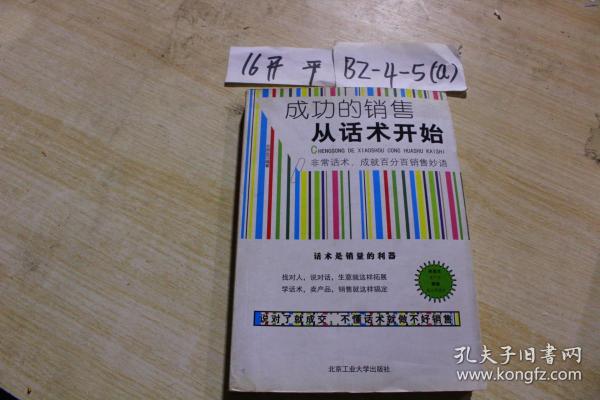 16开 平 BZ-4-5(a)
成功的销售
从话术开始
CHENGGONG DE XIAOSHOU CONG HUASHU KAISHI
非常话术，成就百分百销售妙语
话术是销量的利器
找对人，说对话，生意就这样拓展
学话术，卖产品，销售就这样搞定
说对了就成交，不懂话术就做不好销售
北京工业大学出版社
孔夫子旧书网
www.kongfz.com